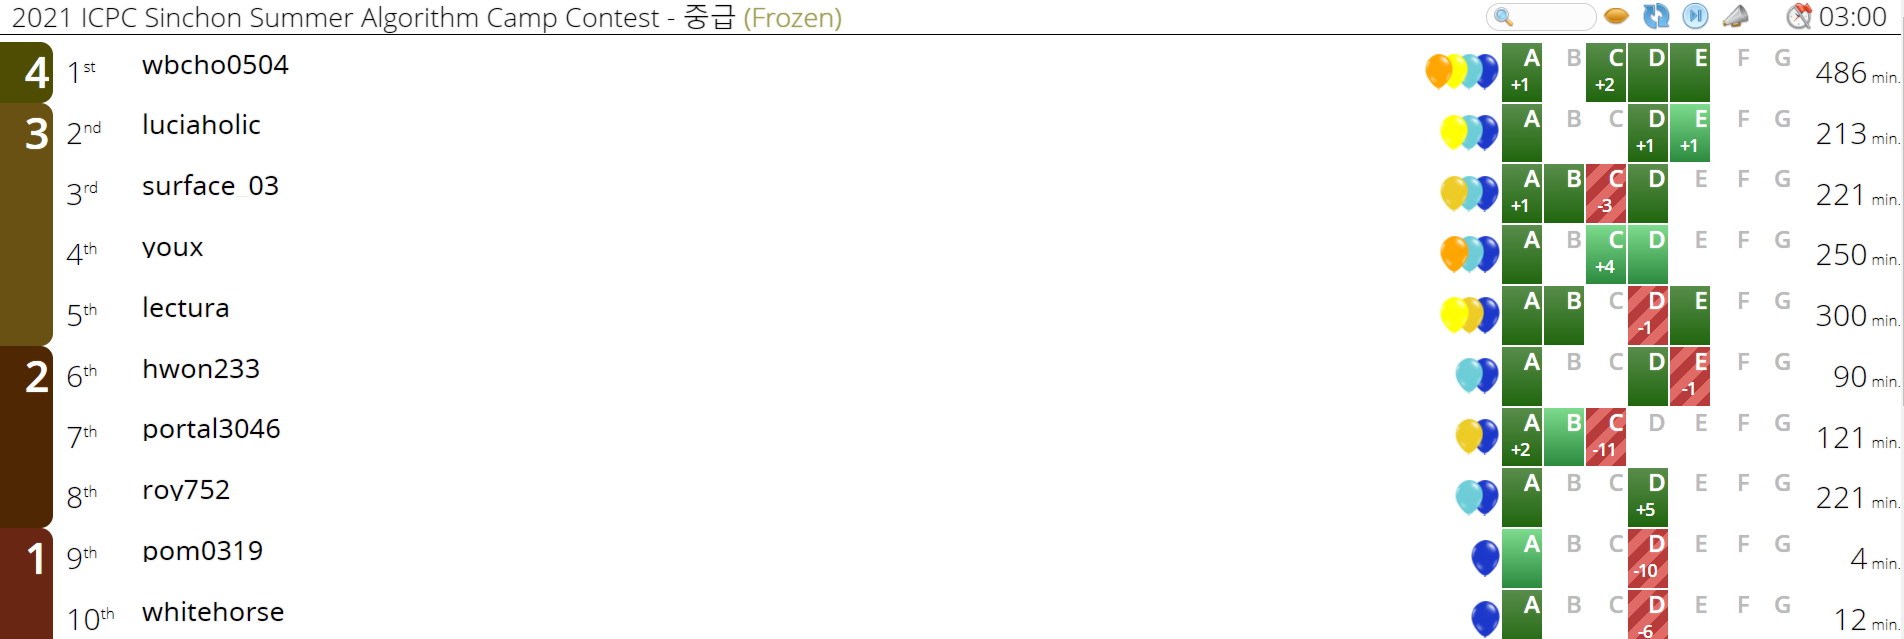 2021 ICPC Sinchon Summer Algorithm Camp Contest - 중급 (Frozen) 03:00
4 1st wbcho0504 A +1 B C +2 D E F G 486 min.
3 2nd luciaholic A B C D +1 E +1 F G 213 min.
3rd surface_03 A +1 B C -3 D E F G 221 min.
4th youx A B C +4 D E F G 250 min.
5th lectura A B C D -1 E F G 300 min.
2 6th hwon233 A B C D E -1 F G 90 min.
7th portal3046 A +2 B C -11 D E F G 121 min.
8th roy752 A B C D +5 E F G 221 min.
1 9th pom0319 A B C D -10 E F G 4 min.
10th whitehorse A B C D -6 E F G 12 min.